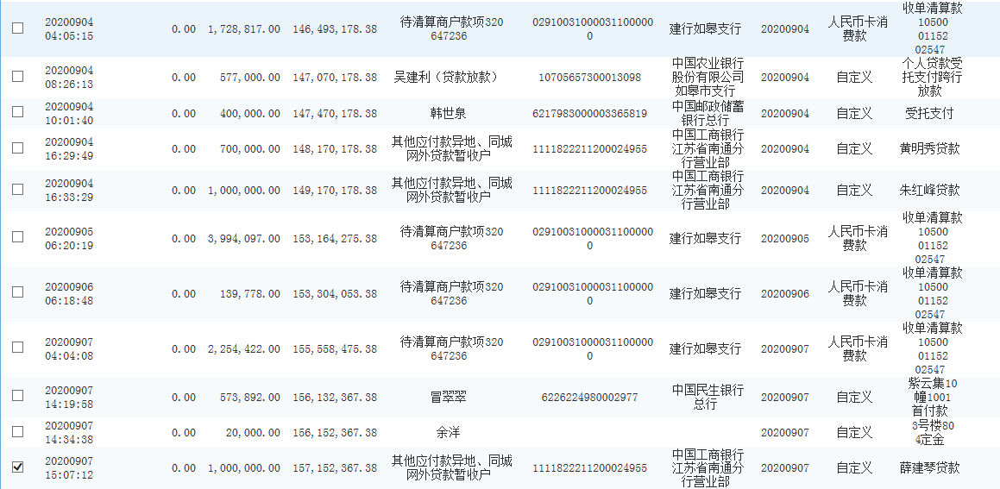 20200904
04:05:15
0.00 1,728,817.00 146,493,178.38
待清算商户款项320
647236
02910031000031100000
0
建行如皋支行
20200904
人民币卡消
费款
收单清算款
10500
01152
02547
20200904
08:26:13
0.00 577,000.00 147,070,178.38
吴建利（贷款放款）
10705657300013098
中国农业银行
股份有限公司
如皋市支行
20200904
自定义
个人贷款受
托支付跨行
放款
20200904
10:01:40
0.00 400,000.00 147,470,178.38
韩世泉
6217983000003365819
中国邮政储蓄
银行总行
20200904
自定义
受托支付
20200904
16:29:49
0.00 700,000.00 148,170,178.38
其他应付款异地、同城
网外贷款暂收户
1111822211200024955
中国工商银行
江苏省南通分
行营业部
20200904
自定义
黄明秀贷款
20200904
16:33:29
0.00 1,000,000.00 149,170,178.38
其他应付款异地、同城
网外贷款暂收户
1111822211200024955
中国工商银行
江苏省南通分
行营业部
20200904
自定义
朱红峰贷款
20200905
06:20:19
0.00 3,994,097.00 153,164,275.38
待清算商户款项320
647236
02910031000031100000
0
建行如皋支行
20200905
人民币卡消
费款
收单清算款
10500
01152
02547
20200906
06:18:48
0.00 139,778.00 153,304,053.38
待清算商户款项320
647236
02910031000031100000
0
建行如皋支行
20200906
人民币卡消
费款
收单清算款
10500
01152
02547
20200907
04:04:08
0.00 2,254,422.00 155,558,475.38
待清算商户款项320
647236
02910031000031100000
0
建行如皋支行
20200907
人民币卡消
费款
收单清算款
10500
01152
02547
20200907
14:19:58
0.00 573,892.00 156,132,367.38
冒翠翠
6226224980002977
中国民生银行
总行
20200907
自定义
紫云集10
幢1001
首付款
20200907
14:34:38
0.00 20,000.00 156,152,367.38
余洋
20200907
自定义
3号楼80
4定金
20200907
15:07:12
0.00 1,000,000.00 157,152,367.38
其他应付款异地、同城
网外贷款暂收户
1111822211200024955
中国工商银行
江苏省南通分
行营业部
20200907
自定义
薛建琴贷款